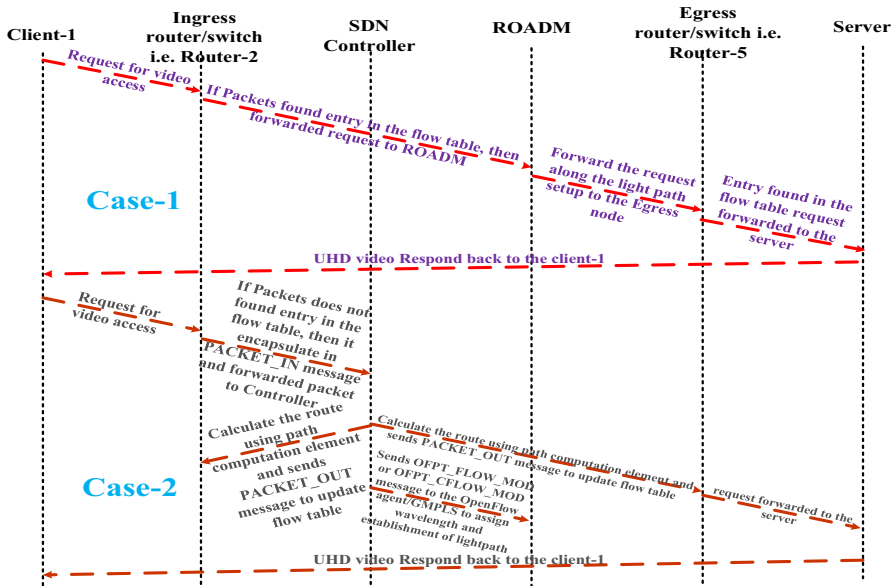 Client-1
Ingress
router/switch
i.e. Router-2
SDN
Controller
ROADM
Egress
router/switch i.e.
Router-5
Server
Request for video
access
If Packets found entry in the flow table, then
forwarded request to ROADM
Forward the request
along the light path
setup to the Egress
node
Entry found in the
flow table request
forwarded to the
server
Case-1
UHD video Respond back to the client-1
Request for
video access
If Packets does not
found entry in the
flow table, then it
encapsulate in
PACKET_IN message
and forwarded packet
to Controller
Calculate the route
using path
computation element
and sends
PACKET_OUT
message to update
flow table
Calculate the route using path computation element and
sends PACKET_OUT message to update flow table
Sends OFPT_FLOW_MOD
or OFPT_CFLOW_MOD
message to the OpenFlow
agent/GMPLS to assign
wavelength and
establishment of lightpath
request forwarded to the
server
Case-2
UHD video Respond back to the client-1